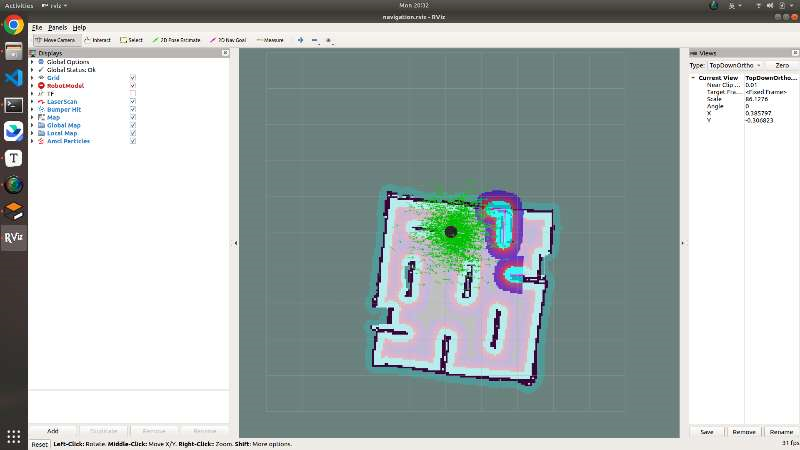 Activities
rviz
Mon 20:32
navigation.rviz - RViz
File Panels Help
Move Camera Interact Select 2D Pose Estimate 2D Nav Goal Measure
Displays
Global Options
Global Status: Ok
Grid
RobotModel
TF
LaserScan
Bumper Hit
Map
Global Map
Local Map
Amcl Particles
Add Duplicate Remove Rename
Reset Left-Click: Rotate. Middle-Click: Move X/Y. Right-Click:: Zoom. Shift: More options.
Views
Type: TopDownOrtho Zero
Current View TopDownOrtho...
Near Clip ... 0.01
Target Fra... <Fixed Frame>
Scale 86.1276
Angle 0
X 0.385797
Y -0.306823
Save Remove Rename
31 fps
T
RViz